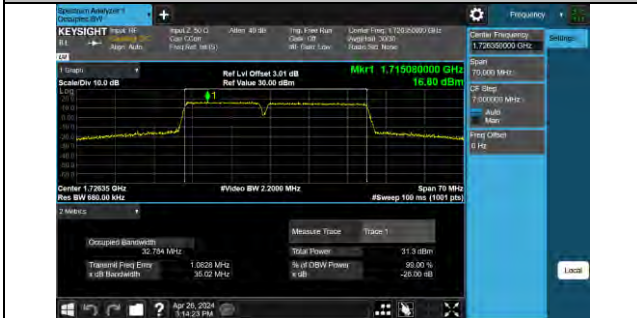 Spectrum Analyzer 1
Occupied BW
KEYSIGHT Input: RF
Coupling: DC
Align: Auto
Input Z: 50 Ω
Corr CCorr
Freq Ref: Int (S)
Atten: 40 dB
Trig: Free Run
Gate: Off
#IF Gain: Low
Center Freq: 1.726350000 GHz
Avg|Hold: 30/30
Radio Std: None
1 Graph
Scale/Div 10.0 dB
Ref Lvl Offset 3.01 dB
Ref Value 30.00 dBm
Mkr1 1.715080000 GHz
16.80 dBm
Log
Center 1.72635 GHz
Res BW 680.00 kHz
#Video BW 2.2000 MHz
Span 70 MHz
#Sweep 100 ms (1001 pts)
2 Metrics
Measure Trace Trace 1
Occupied Bandwidth
32.784 MHz
Total Power 31.3 dBm
Transmit Freq Error 1.0828 MHz
x dB Bandwidth 35.02 MHz
% of OBW Power 99.00 %
x dB -26.00 dB
Apr 26, 2024
3:14:23 PM
Frequency
Center Frequency
1.726350000 GHz
Settings
Span
70.000 MHz
CF Step
7.000000 MHz
Auto
Man
Freq Offset
0 Hz
Local